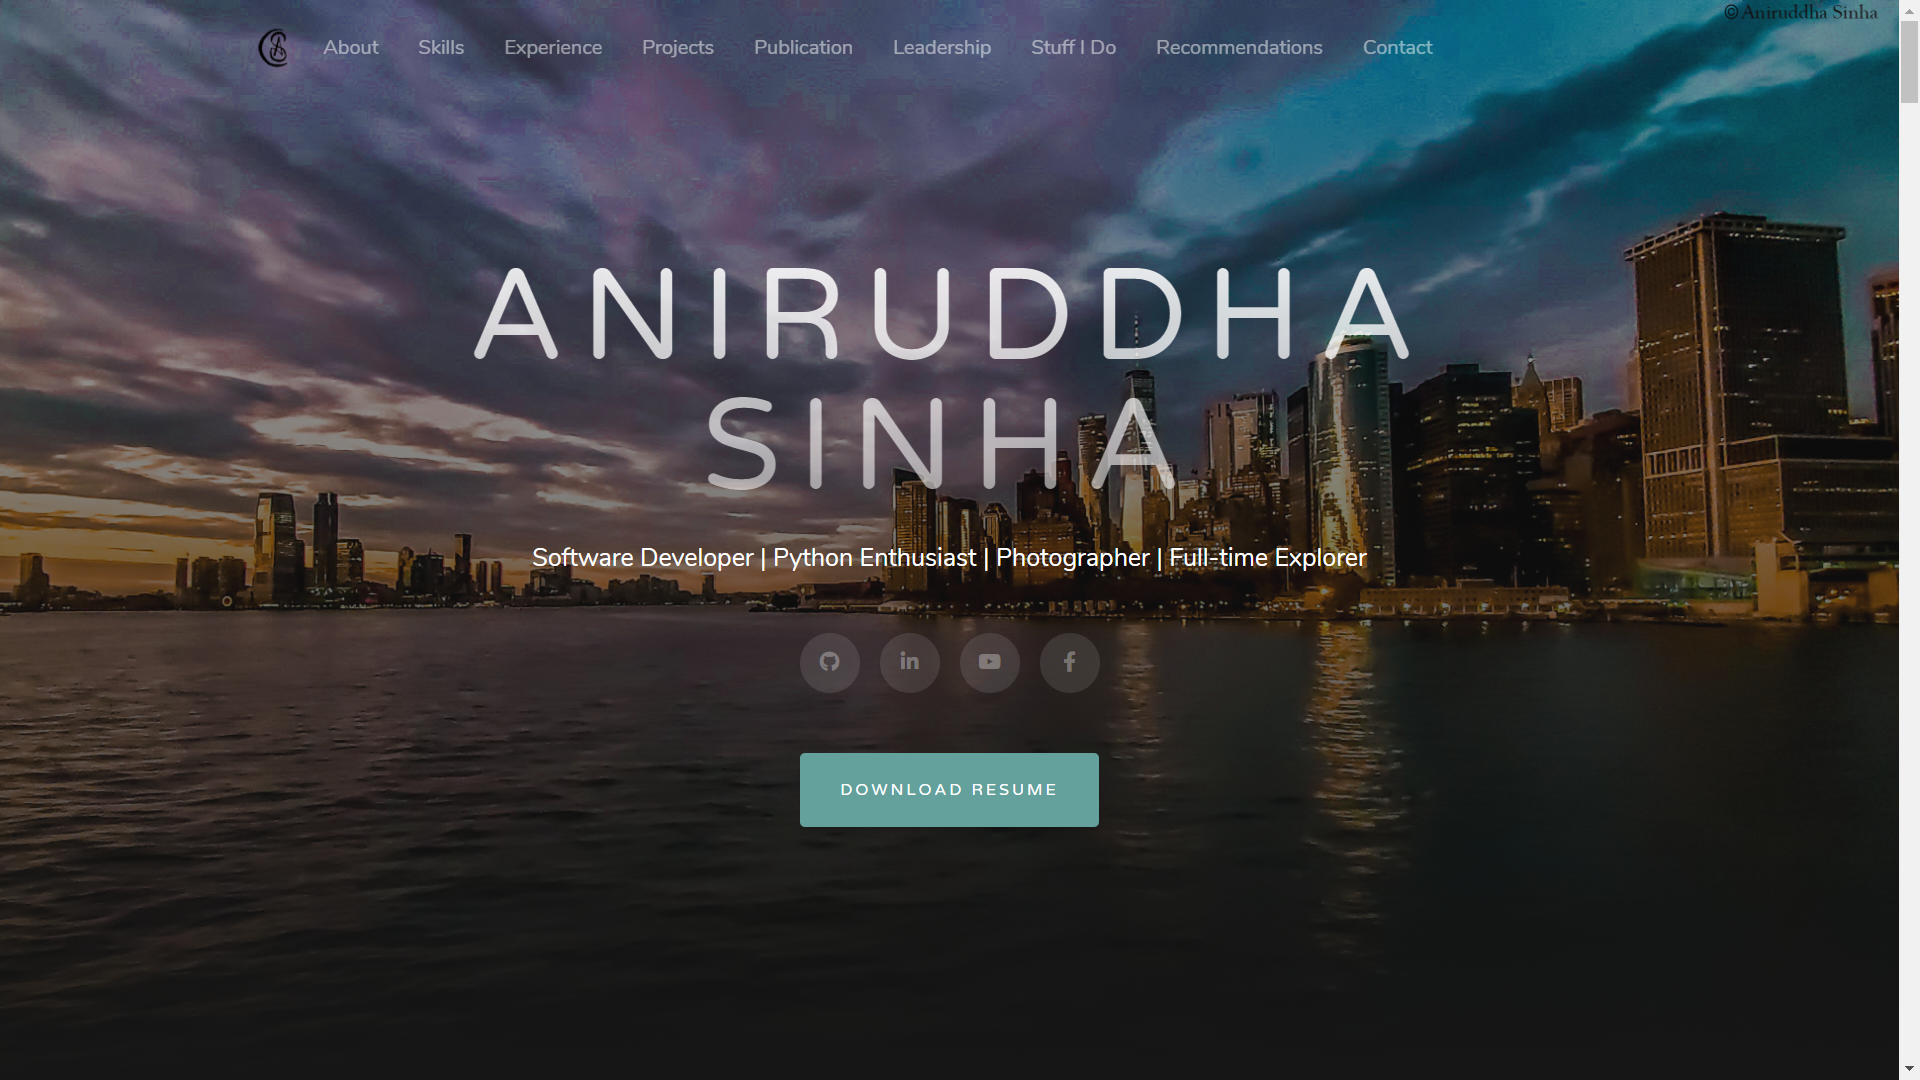 © Aniruddha Sinha
About Skills Experience Projects Publication Leadership Stuff I Do Recommendations Contact
ANIRUDDHA
SINHA
Software Developer | Python Enthusiast | Photographer | Full-time Explorer
DOWNLOAD RESUME